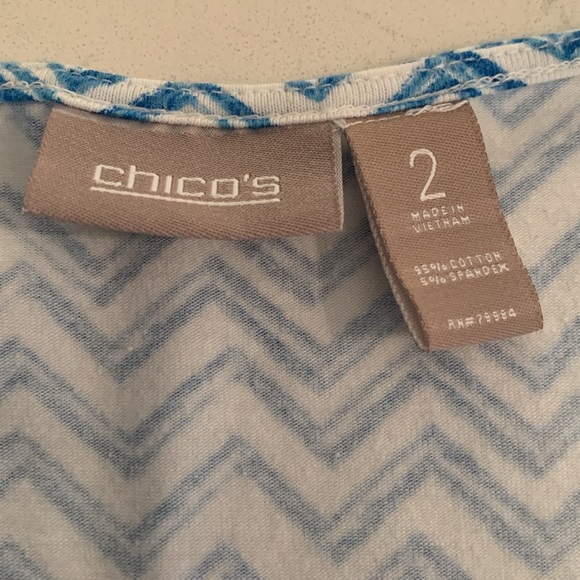 chico's
2
MADE IN
VIETNAM
95% COTTON
5% SPANDEX
RN#79984